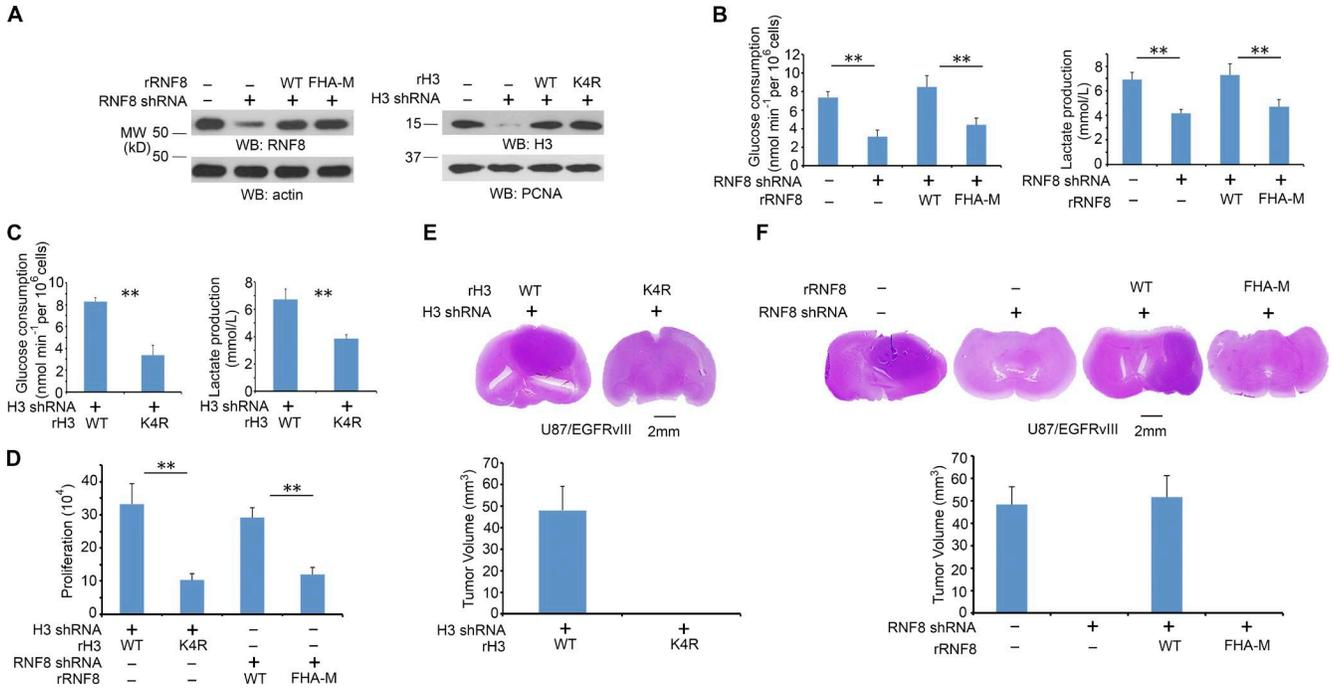 A
rRNF8 – – WT FHA-M
RNF8 shRNA – + + +
MW (kD)
50
WB: RNF8
50
WB: actin
rH3 – – WT K4R
H3 shRNA – + + +
15
WB: H3
37
WB: PCNA
B
Glucose consumption
(nmol min-1 per 10^6 cells)
12
10
8
6
4
2
0
** **
RNF8 shRNA – + + +
rRNF8 – – WT FHA-M
Lactate production
(mmol/L)
8
6
4
2
0
** **
RNF8 shRNA – + + +
rRNF8 – – WT FHA-M
C
Glucose consumption
(nmol min-1 per 10^6 cells)
10
8
6
4
2
0
**
H3 shRNA + +
rH3 WT K4R
Lactate production
(mmol/L)
8
6
4
2
0
**
H3 shRNA + +
rH3 WT K4R
D
Proliferation (10^4)
40
30
20
10
0
** **
H3 shRNA + + – –
rH3 WT K4R – –
RNF8 shRNA – – + +
rRNF8 – – WT FHA-M
E
rH3 WT K4R
H3 shRNA + +
U87/EGFRvIII 2mm
Tumor Volume (mm3)
70
60
50
40
30
20
10
0
H3 shRNA + +
rH3 WT K4R
F
rRNF8 – – WT FHA-M
RNF8 shRNA – + + +
U87/EGFRvIII 2mm
Tumor Volume (mm3)
70
60
50
40
30
20
10
0
RNF8 shRNA – + + +
rRNF8 – – WT FHA-M